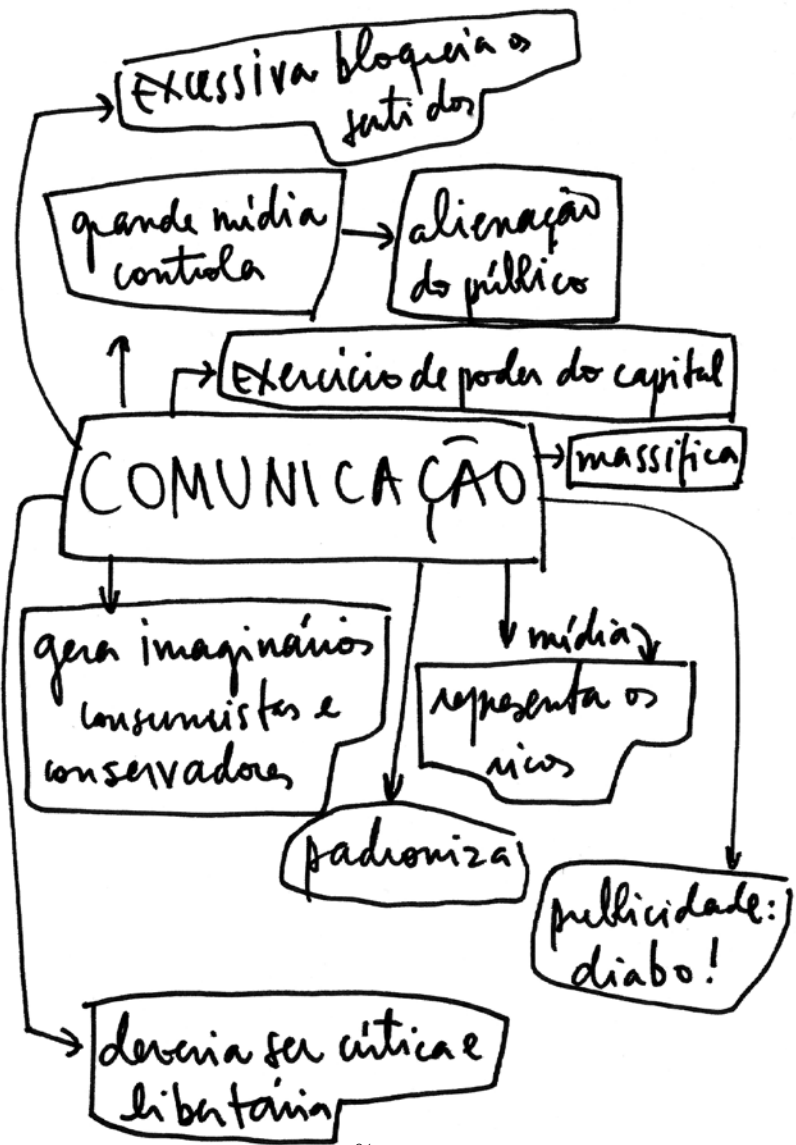 Excessiva bloqueia os
sentidos
grande mídia
controla
alienação
do público
Exercício de poder do capital
COMUNICAÇÃO
massifica
gera imaginários
consumistas e
conservadores
mídia
representa os
ricos
padroniza
publicidade:
diabo!
deveria ser crítica e
libertária